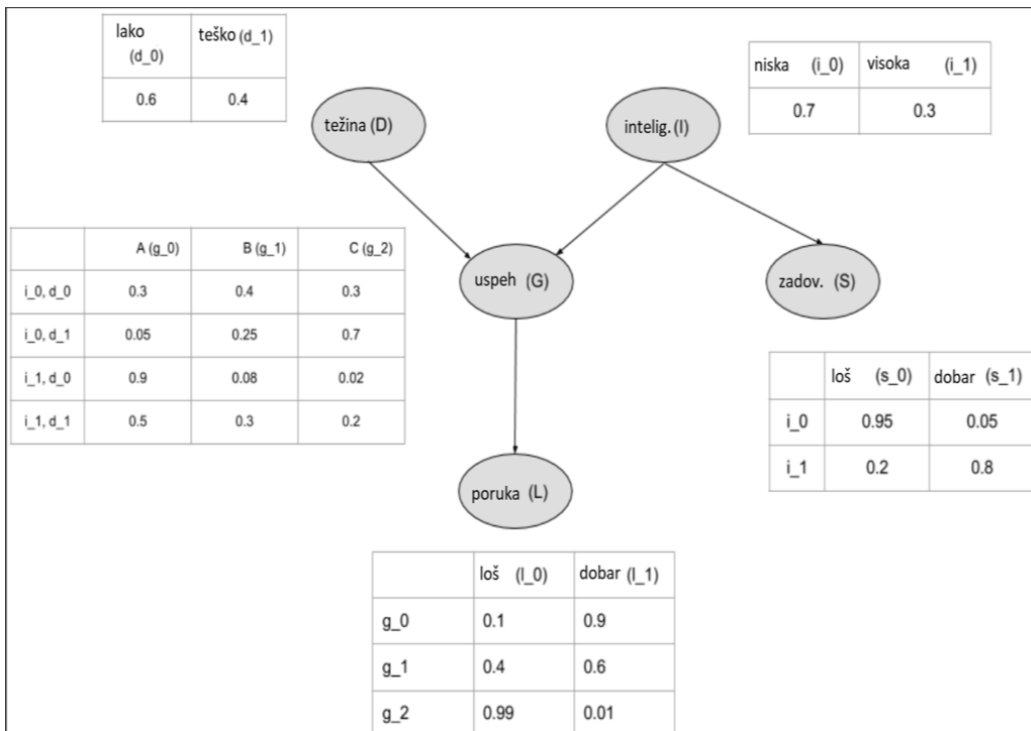 lako (d_0) teško (d_1)
0.6 0.4
niska (i_0) visoka (i_1)
0.7 0.3
težina (D)
intelig. (I)
A (g_0) B (g_1) C (g_2)
i_0, d_0 0.3 0.4 0.3
i_0, d_1 0.05 0.25 0.7
i_1, d_0 0.9 0.08 0.02
i_1, d_1 0.5 0.3 0.2
uspeh (G)
zadov. (S)
loš (s_0) dobar (s_1)
i_0 0.95 0.05
i_1 0.2 0.8
poruka (L)
loš (l_0) dobar (l_1)
g_0 0.1 0.9
g_1 0.4 0.6
g_2 0.99 0.01